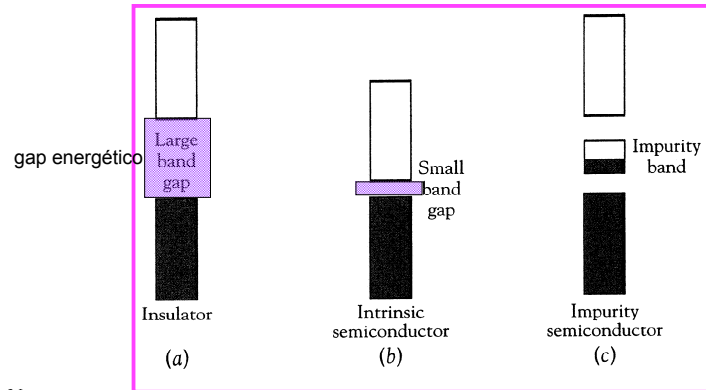 gap energético
Large
band
gap
Insulator
(a)
Small
band
gap
Intrinsic
semiconductor
(b)
Impurity
band
Impurity
semiconductor
(c)